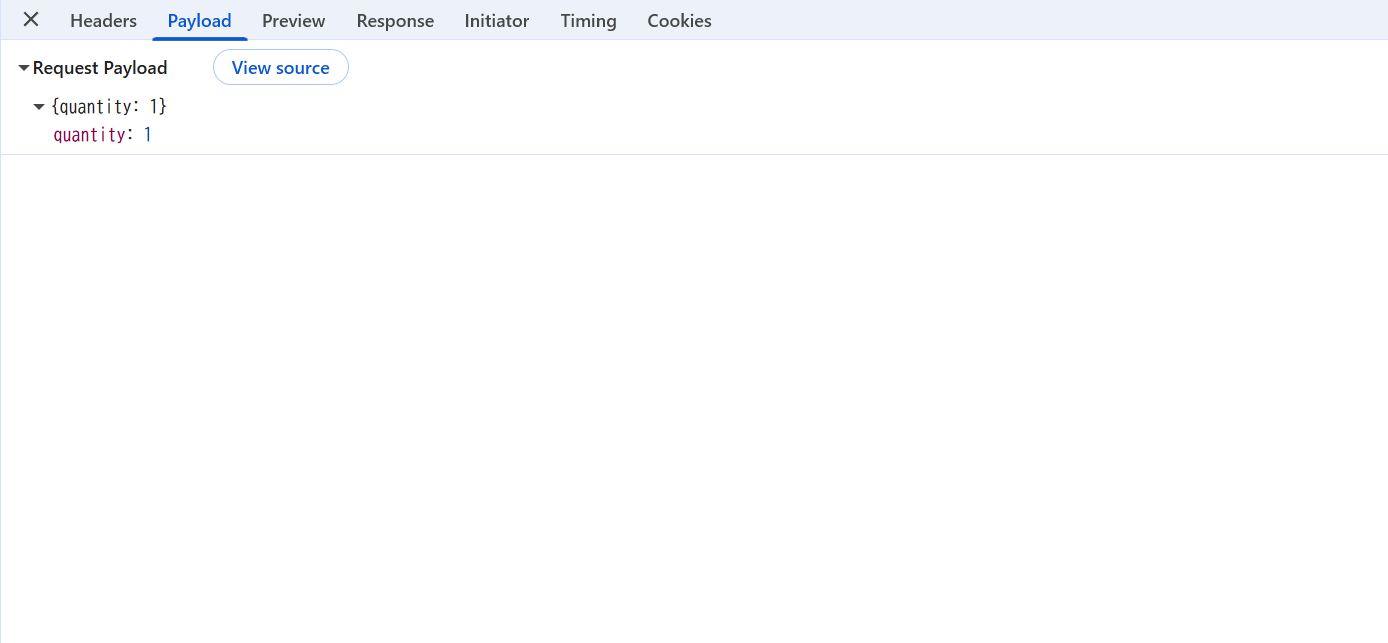 Headers Payload Preview Response Initiator Timing Cookies
Request Payload View source
{quantity: 1}
quantity: 1